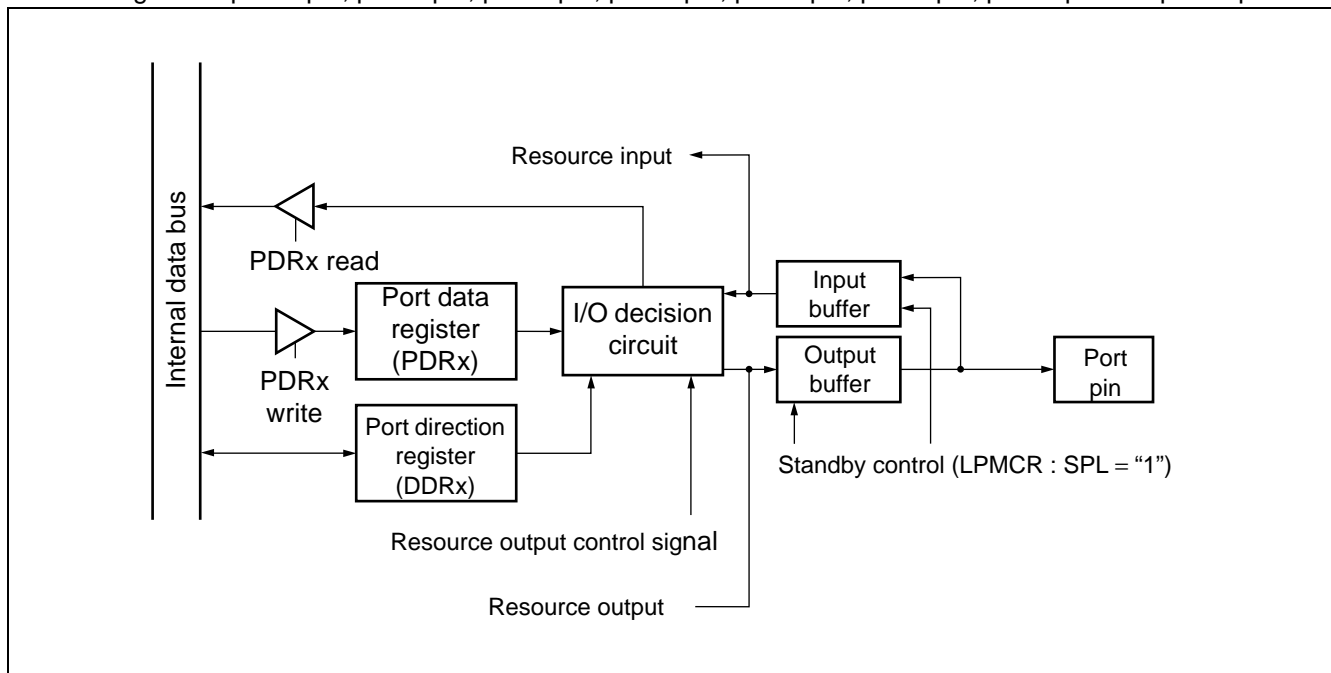 Resource input
Internal data bus
PDRx read
Port data
register
(PDRx)
I/O decision
circuit
Input
buffer
Output
buffer
Port
pin
PDRx
write
Port direction
register
(DDRx)
Standby control (LPMCR : SPL = “1”)
Resource output control signal
Resource output